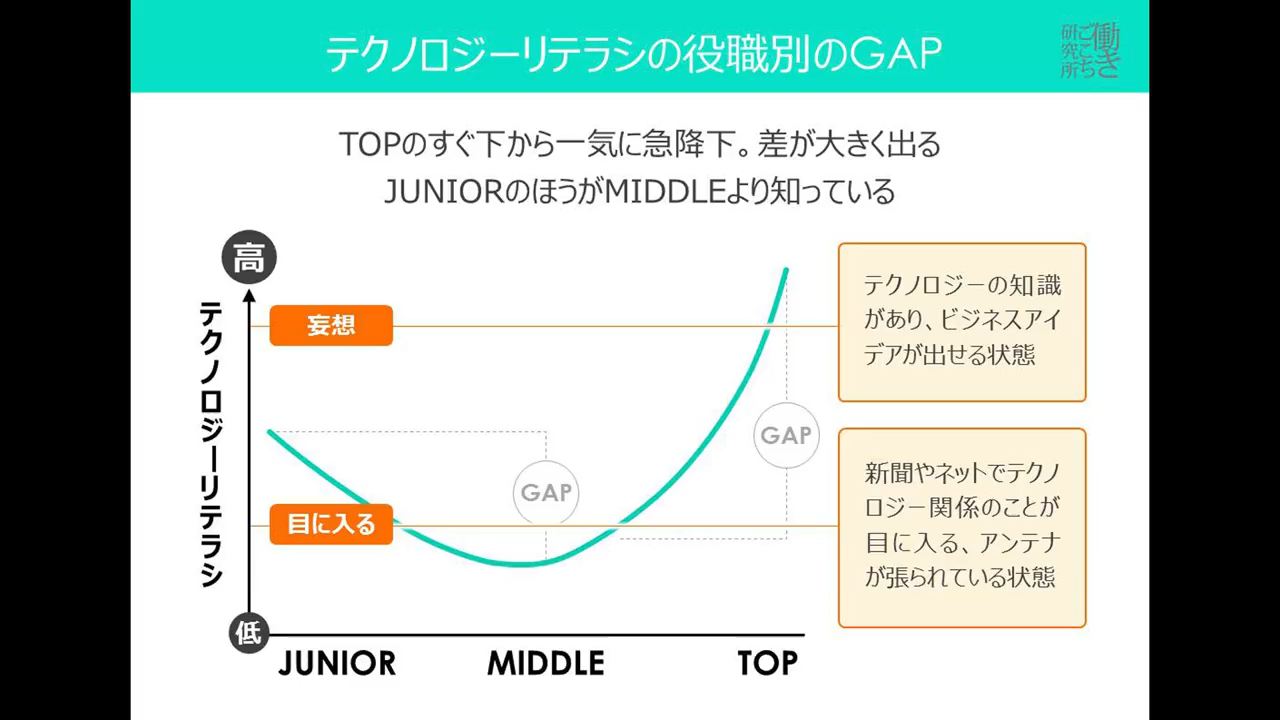 テクノロジーリテラシの役職別のGAP
働き
ごこち
研究所
TOPのすぐ下から一気に急降下。差が大きく出る
JUNIORのほうがMIDDLEより知っている
高
テクノロジーリテラシ
低
妄想
目に入る
GAP
GAP
テクノロジーの知識
があり、ビジネスアイ
デアが出せる状態
新聞やネットでテクノ
ロジー関係のことが
目に入る、アンテナ
が張られている状態
JUNIOR MIDDLE TOP